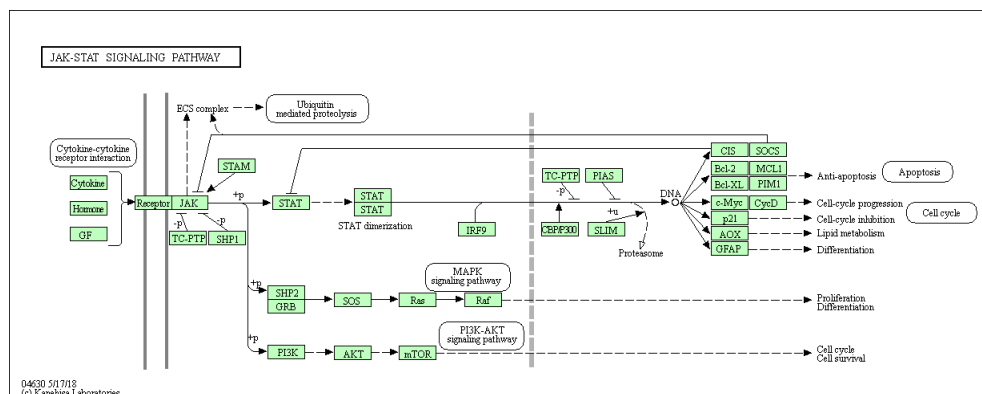 JAK-STAT SIGNALING PATHWAY
ECS complex
Ubiquitin
mediated proteolysis
Cytokine-cytokine
receptor interaction
Cytokine
Hormone
GF
Receptor
JAK
STAM
+p
-p
-p
TC-PTP
SHP1
STAT
STAT
STAT
STAT dimerization
IRF9
TC-PTP
PIAS
-p
+u
CBP/P300
SLIM
Proteasome
DNA
CIS
SOCS
Bcl-2
MCL1
Bcl-XL
PIM1
c-Myc
CycD
p21
AOX
GFAP
Anti-apoptosis
Apoptosis
Cell-cycle progression
Cell-cycle inhibition
Cell cycle
Lipid metabolism
Differentiation
+p
SHP2
GRB
SOS
Ras
Raf
MAPK
signaling pathway
Proliferation
Differentiation
+p
PI3K
AKT
mTOR
PI3K-AKT
signaling pathway
Cell cycle
Cell survival
04630 5/17/18
(c) Kanehisa Laboratories